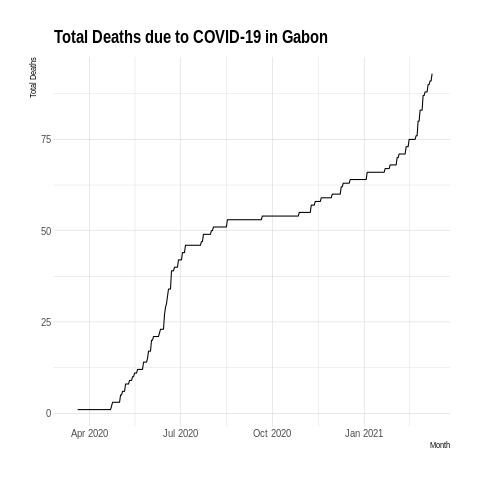 Total Deaths due to COVID-19 in Gabon
Total Deaths
75
50
25
0
Apr 2020
Jul 2020
Oct 2020
Jan 2021
Month